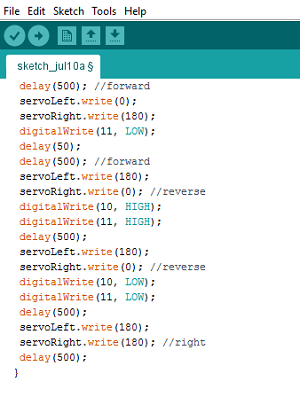 File Edit Sketch Tools Help
sketch_jul10a §
delay(500); //forward
servoLeft.write(0);
servoRight.write(180);
digitalWrite(11, LOW);
delay(50);
delay(500); //forward
servoLeft.write(180);
servoRight.write(0); //reverse
digitalWrite(10, HIGH);
digitalWrite(11, HIGH);
delay(500);
servoLeft.write(180);
servoRight.write(0); //reverse
digitalWrite(10, LOW);
digitalWrite(11, LOW);
delay(500);
servoLeft.write(180);
servoRight.write(180); //right
delay(500);
}